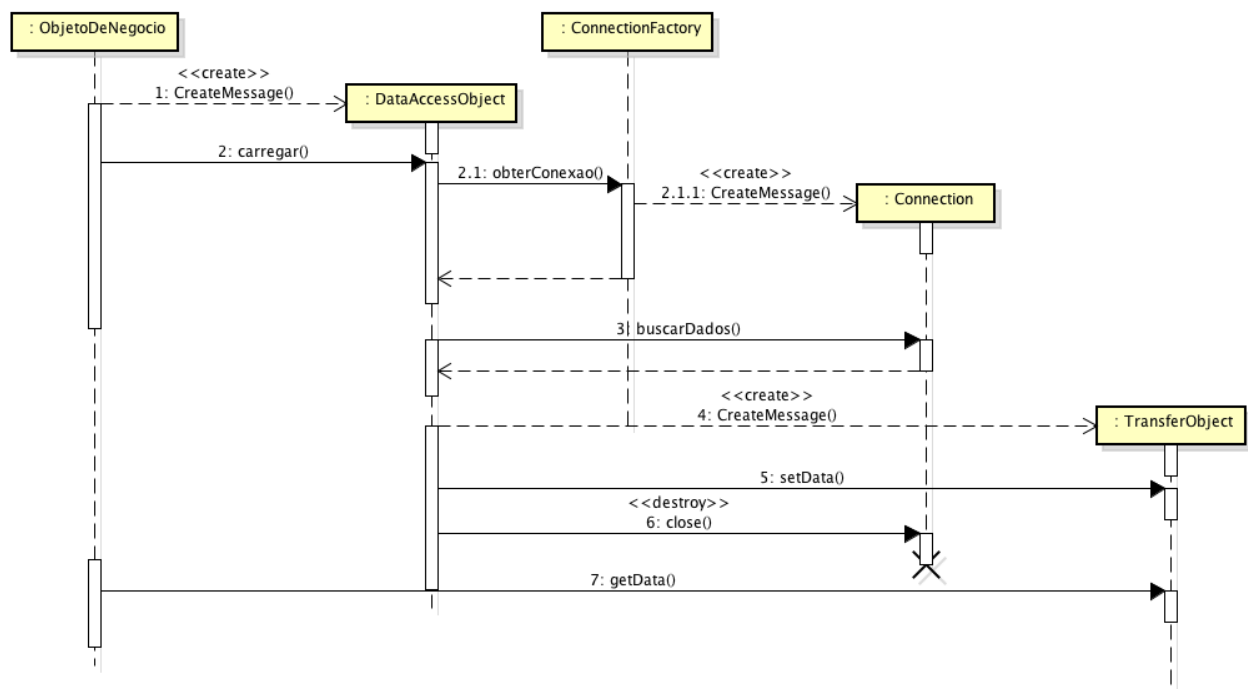 : ObjetoDeNegocio
: ConnectionFactory
<<create>>
1: CreateMessage()
: DataAccessObject
2: carregar()
2.1: obterConexao()
<<create>>
2.1.1: CreateMessage()
: Connection
3: buscarDados()
<<create>>
4: CreateMessage()
: TransferObject
5: setData()
<<destroy>>
6: close()
7: getData()